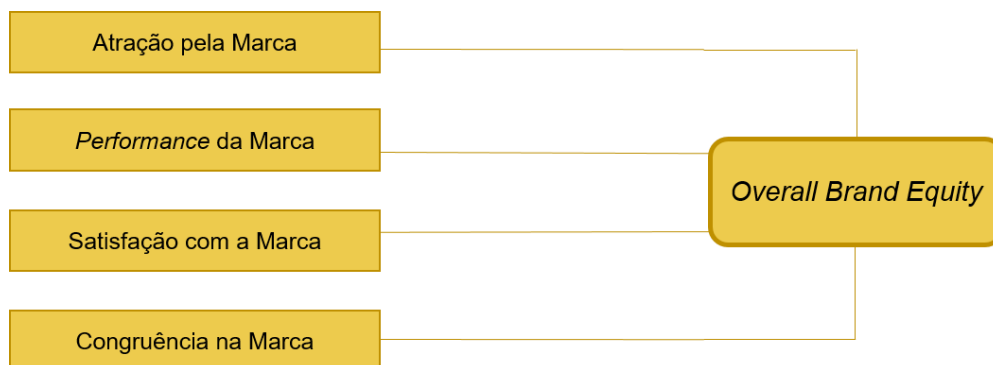 Atração pela Marca
Performance da Marca
Overall Brand Equity
Satisfação com a Marca
Congruência na Marca